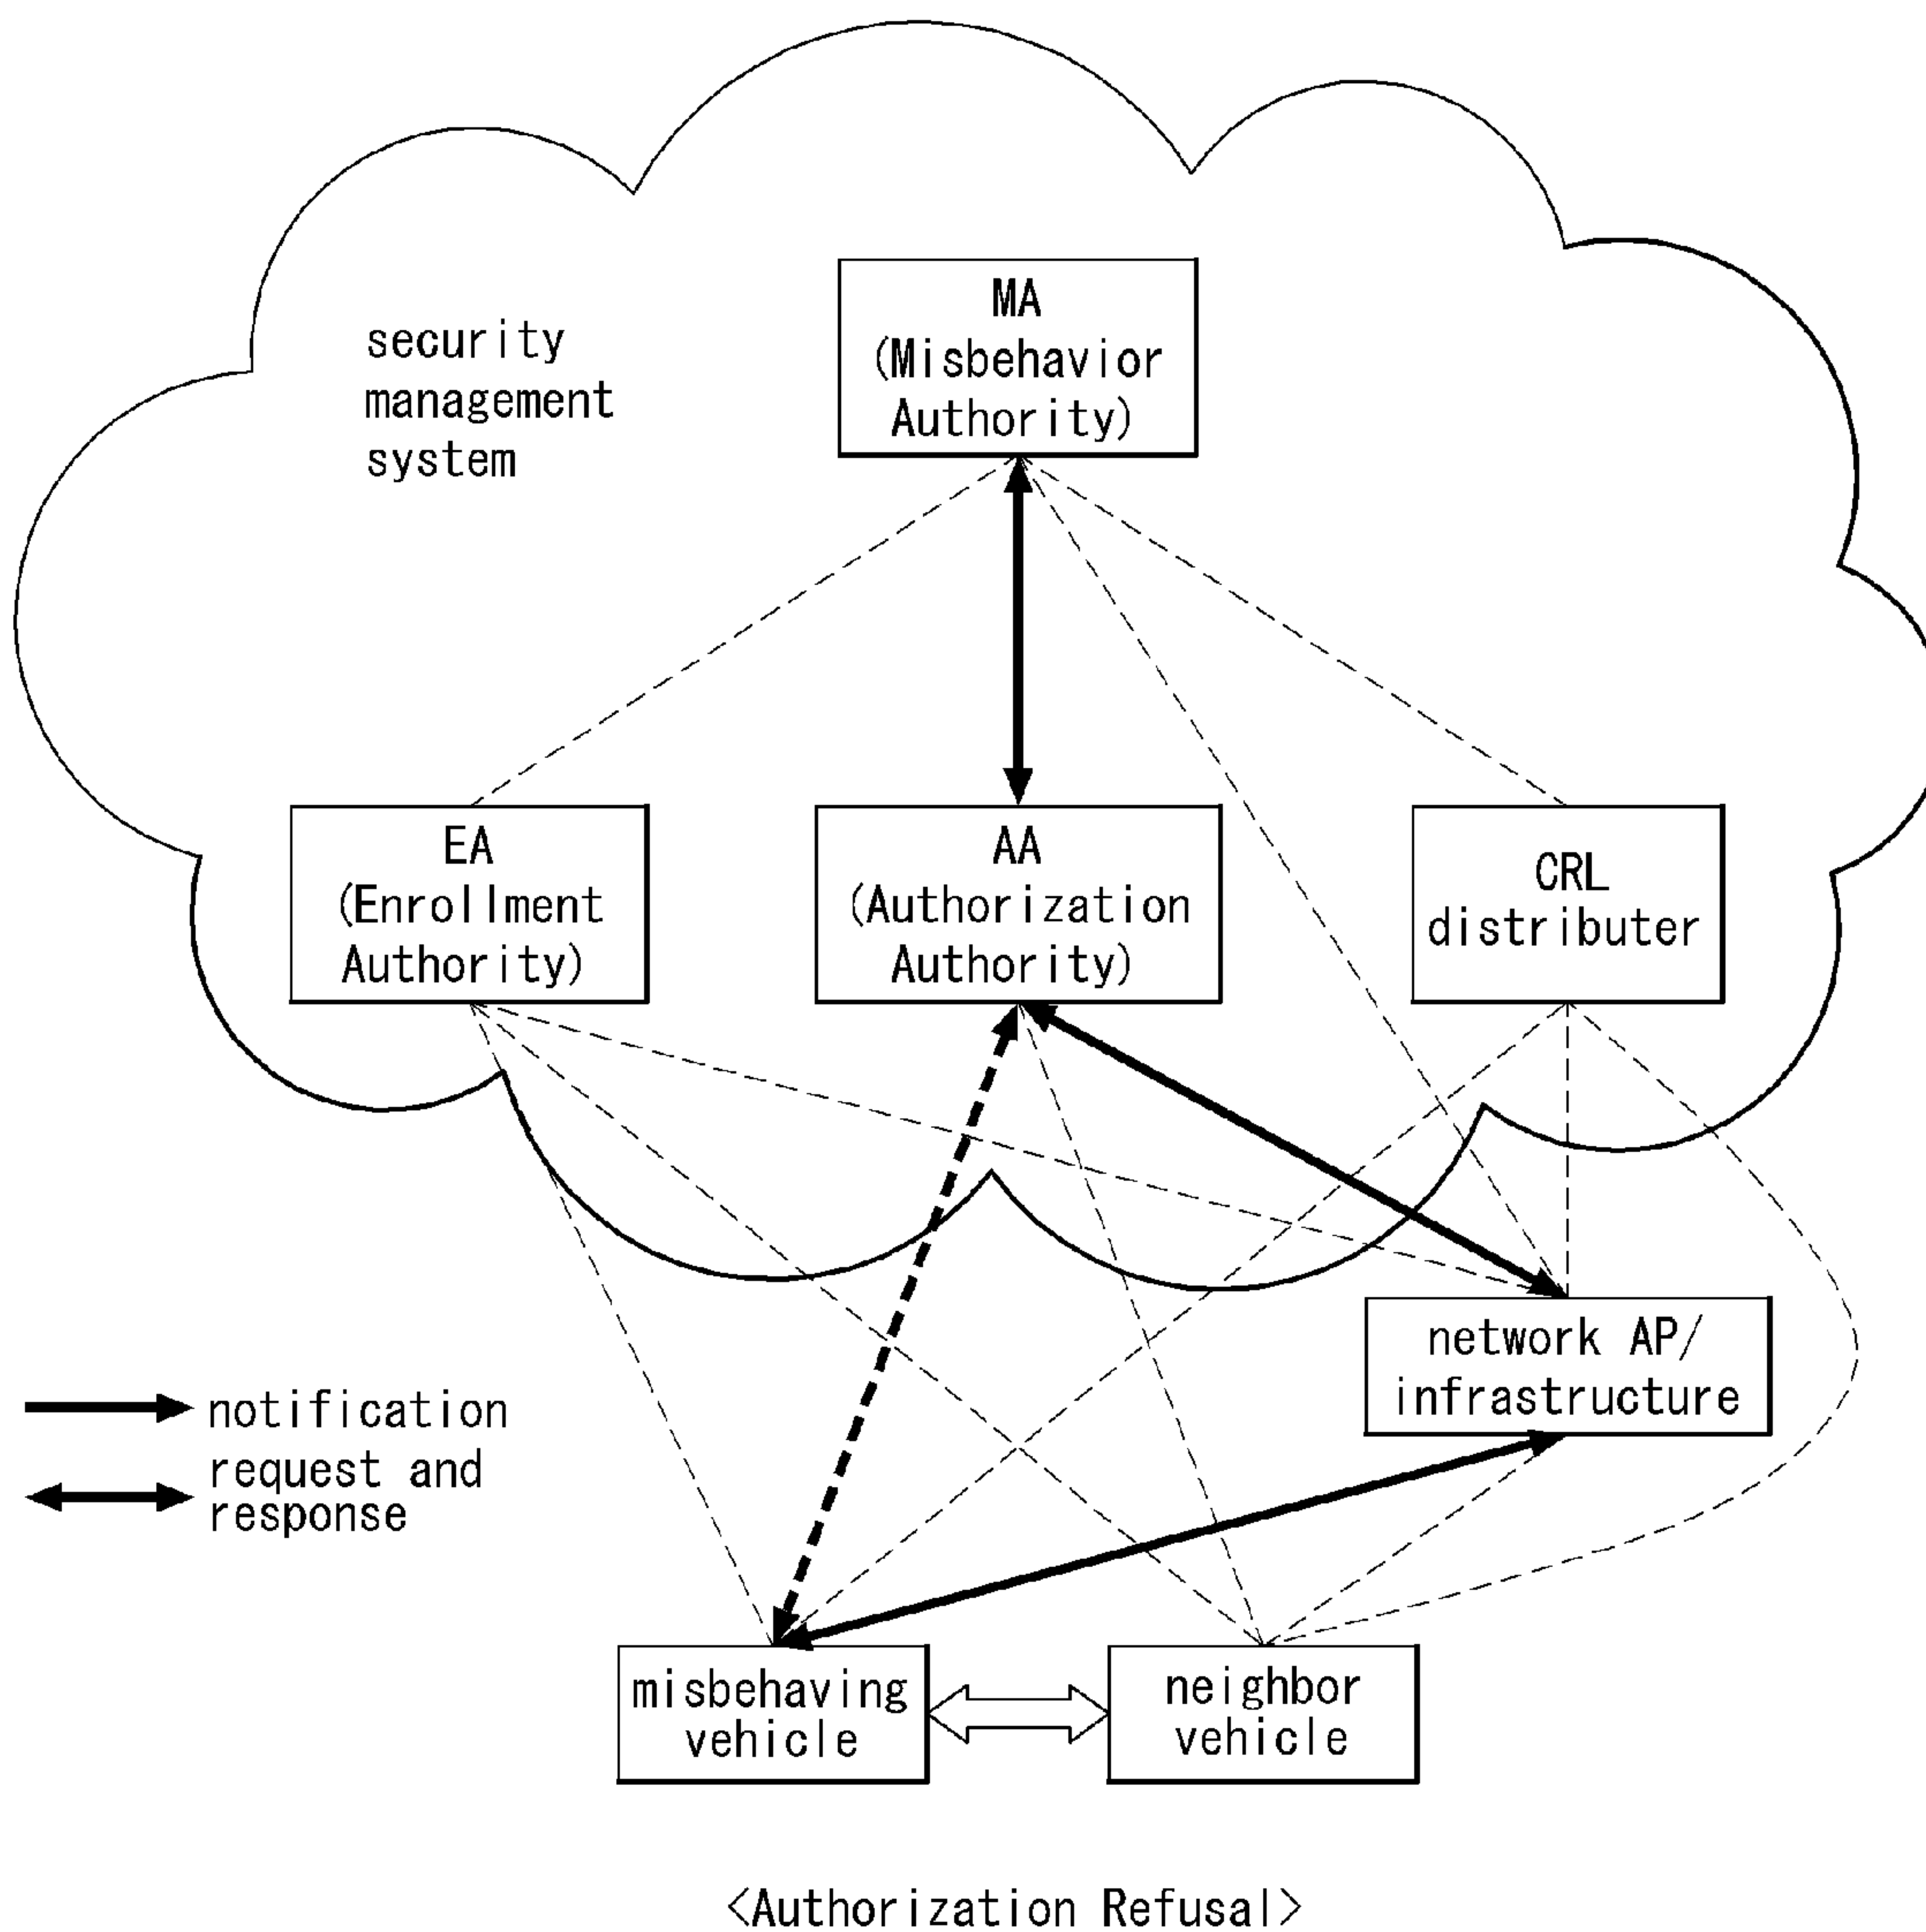 security
management
system
MA
(Misbehavior
Authority)
EA
(Enrollment
Authority)
AA
(Authorization
Authority)
CRL
distributer
network AP/
infrastructure
notification
request and
response
misbehaving
vehicle
neighbor
vehicle
<Authorization Refusal>